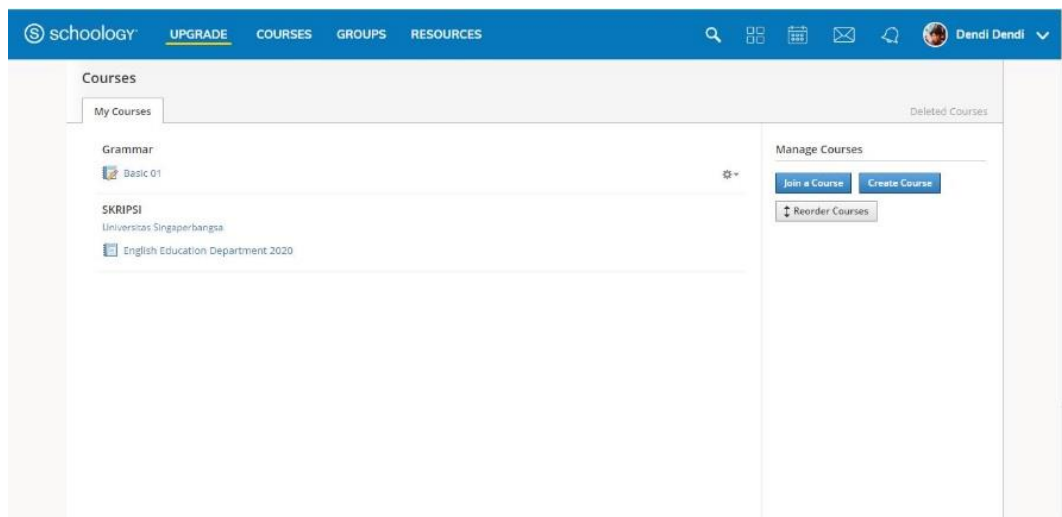 schoology UPGRADE COURSES GROUPS RESOURCES Dendi Dendi
Courses
My Courses Deleted Courses
Grammar
Basic 01
SKRIPSI
Universitas Singaperbangsa
English Education Department 2020
Manage Courses
Join a Course Create Course
Reorder Courses